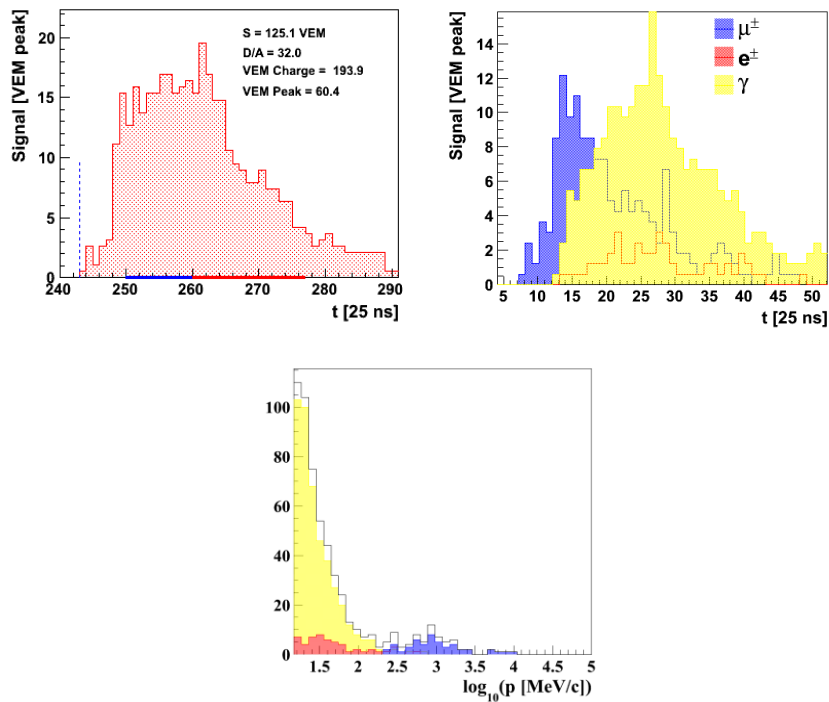 Signal [VEM peak]
20
15
10
5
0
S = 125.1 VEM
D/A = 32.0
VEM Charge = 193.9
VEM Peak = 60.4
240 250 260 270 280 290
t [25 ns]
Signal [VEM peak]
14
12
10
8
6
4
2
0
μ±
e±
γ
5 10 15 20 25 30 35 40 45 50
t [25 ns]
100
80
60
40
20
0
1.5 2 2.5 3 3.5 4 4.5 5
log10(p [MeV/c])